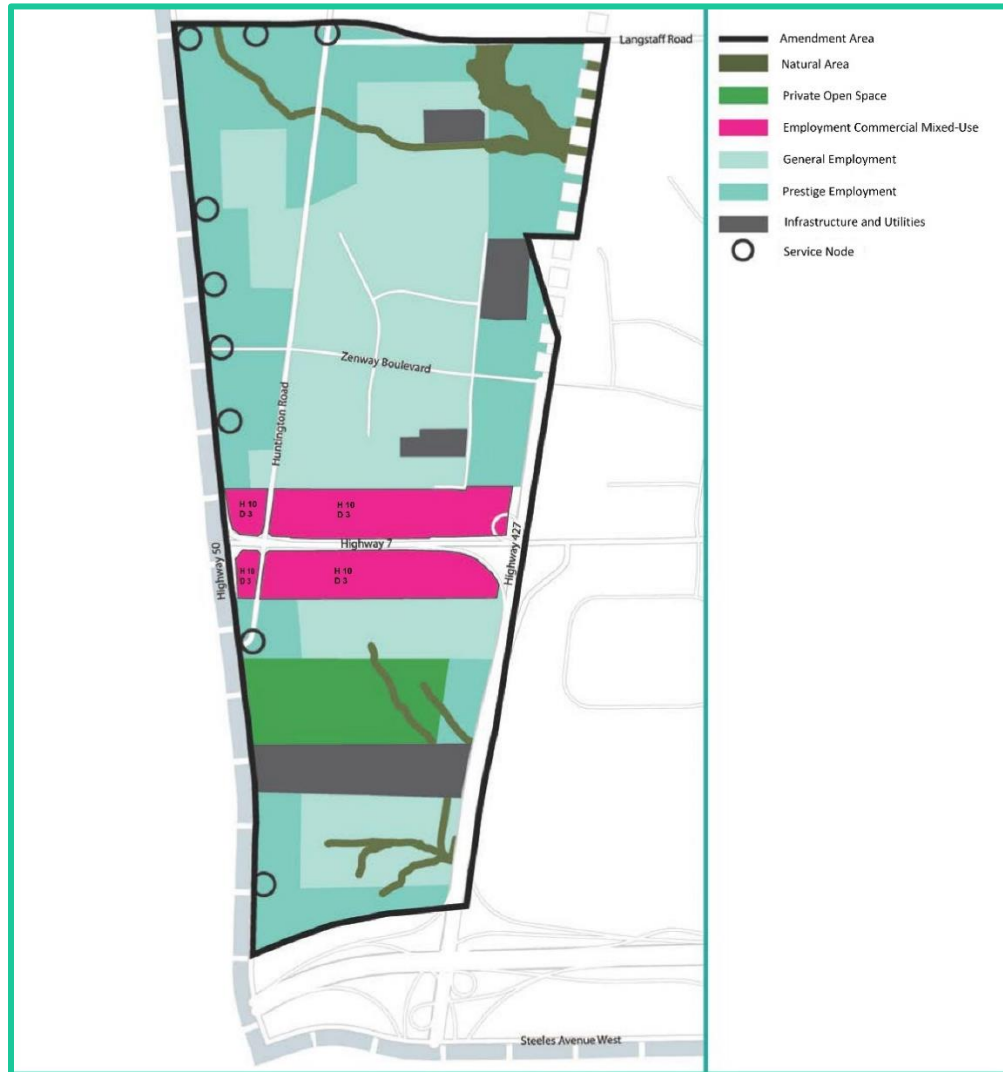 Langstaff Road
Amendment Area
Natural Area
Private Open Space
Employment Commercial Mixed-Use
General Employment
Prestige Employment
Infrastructure and Utilities
Service Node
Zenway Boulevard
Huntington Road
H 10
D 3
H 10
D 3
Highway 7
Highway 427
Highway 50
H 10
D 3
H 10
D 3
Steeles Avenue West